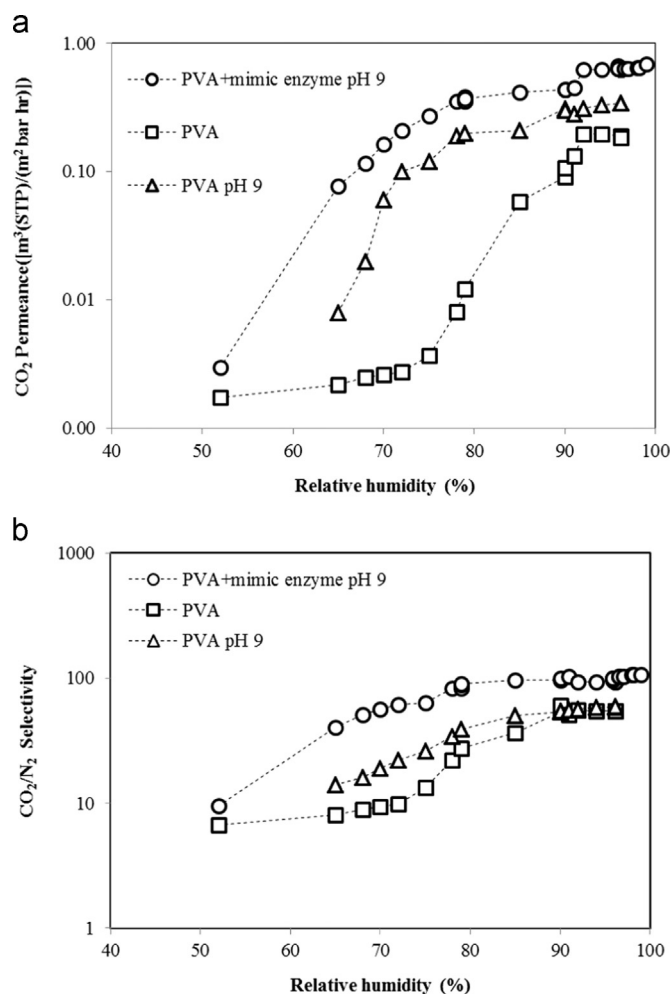 a
1.00
0.10
0.01
0.00
CO₂ Permeance([m³(STP)/(m² bar hr)])
PVA+mimic enzyme pH 9
PVA
PVA pH 9
40 50 60 70 80 90 100
Relative humidity (%)
b
1000
100
10
1
CO₂/N₂ Selectivity
PVA+mimic enzyme pH 9
PVA
PVA pH 9
40 50 60 70 80 90 100
Relative humidity (%)